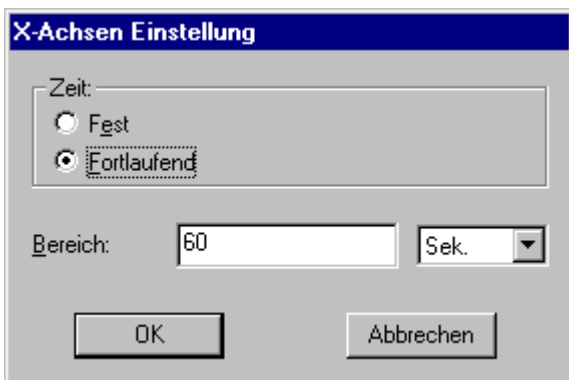 X-Achsen Einstellung
Zeit:
Fest
Fortlaufend
Bereich: 60 Sek.
OK Abbrechen